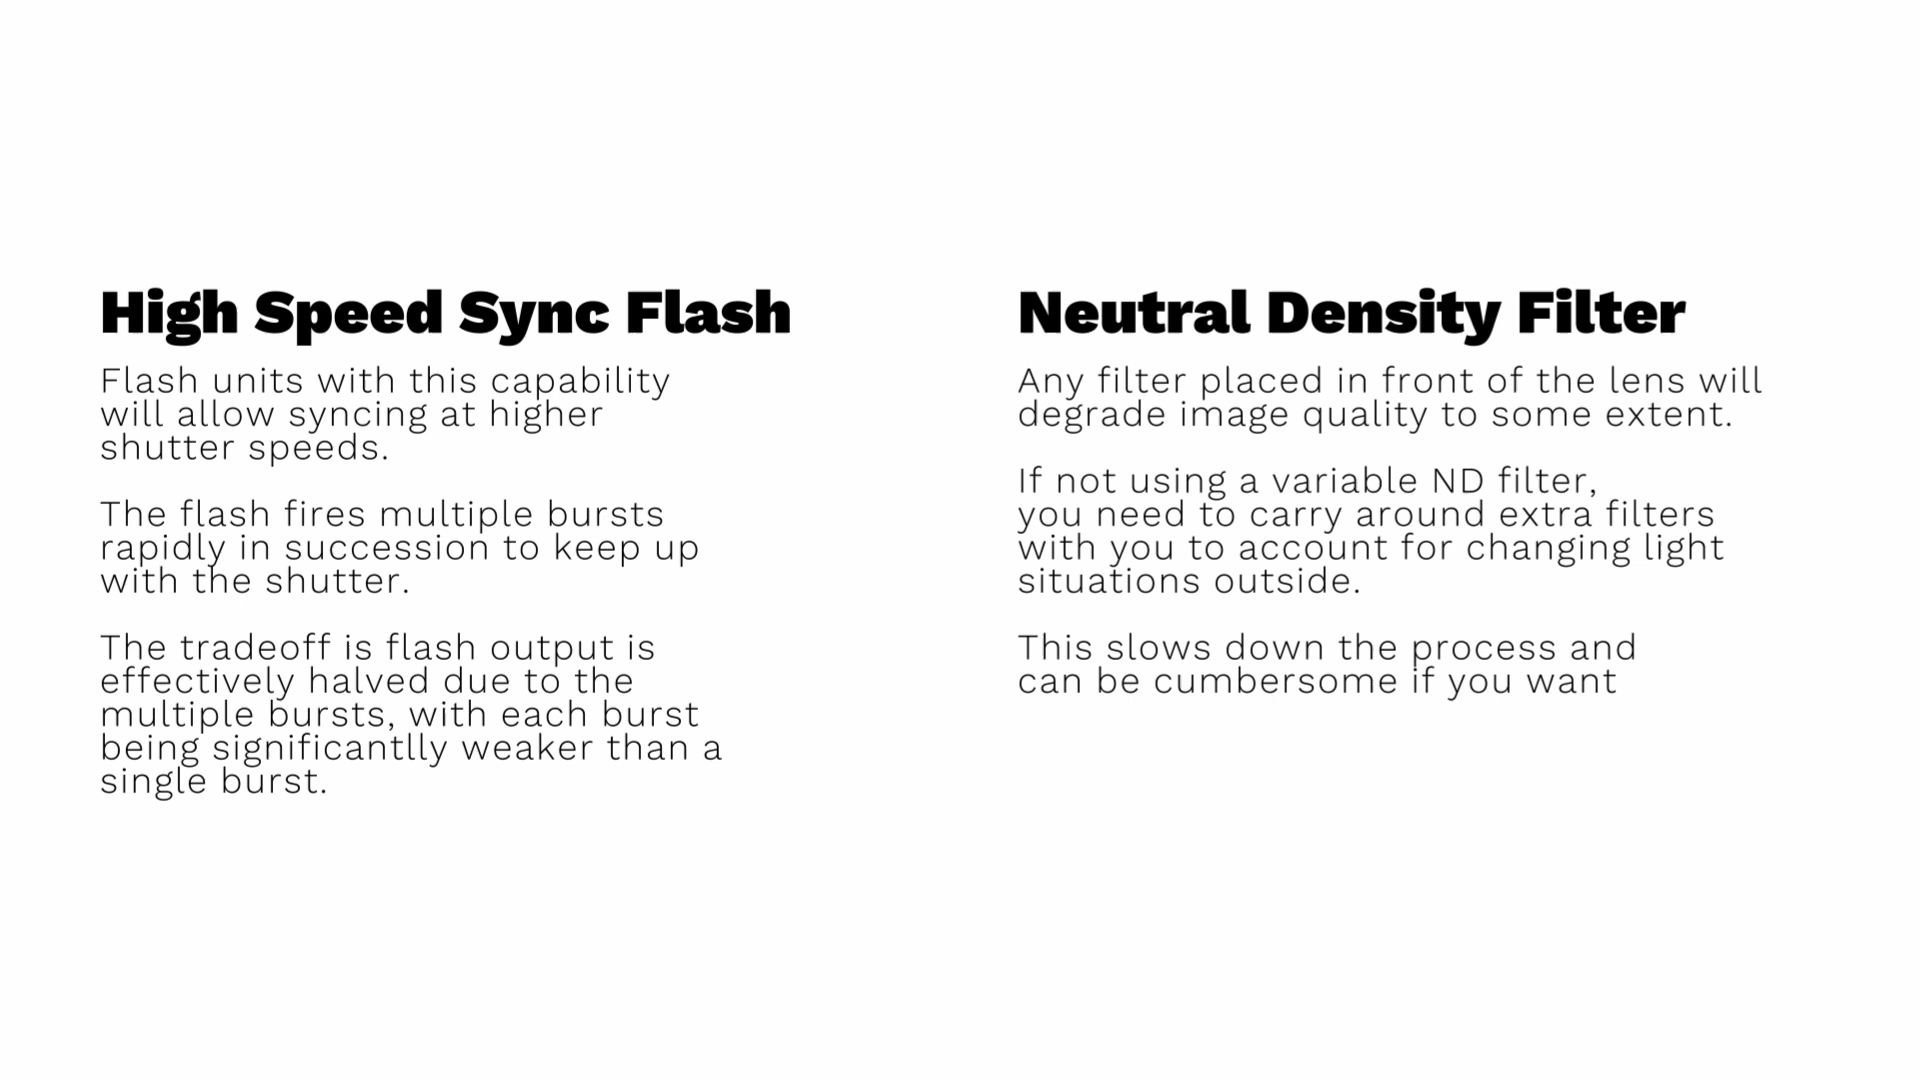 High Speed Sync Flash
Flash units with this capability
will allow syncing at higher
shutter speeds.
The flash fires multiple bursts
rapidly in succession to keep up
with the shutter.
The tradeoff is flash output is
effectively halved due to the
multiple bursts, with each burst
being significantlly weaker than a
single burst.
Neutral Density Filter
Any filter placed in front of the lens will
degrade image quality to some extent.
If not using a variable ND filter,
you need to carry around extra filters
with you to account for changing light
situations outside.
This slows down the process and
can be cumbersome if you want